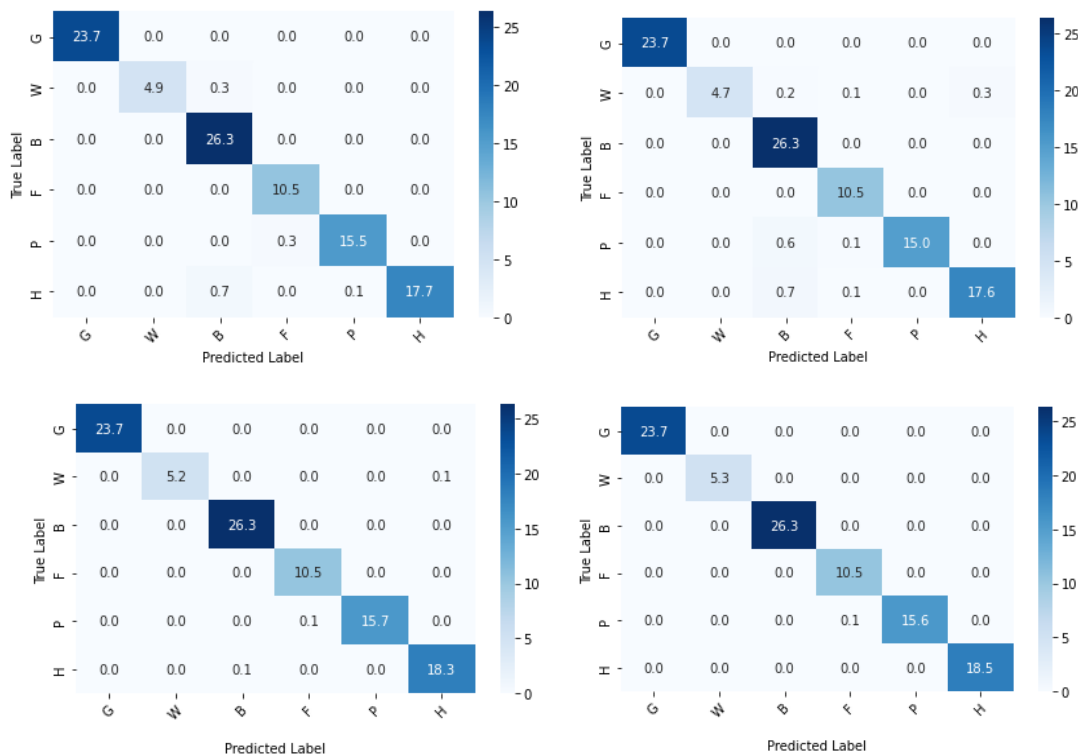 G 23.7 0.0 0.0 0.0 0.0 0.0
W 0.0 4.9 0.3 0.0 0.0 0.0
B 0.0 0.0 26.3 0.0 0.0 0.0
F 0.0 0.0 0.0 10.5 0.0 0.0
P 0.0 0.0 0.0 0.3 15.5 0.0
H 0.0 0.0 0.7 0.0 0.1 17.7
G W B F P H
True Label
Predicted Label
25
20
15
10
5
0
G 23.7 0.0 0.0 0.0 0.0 0.0
W 0.0 4.7 0.2 0.1 0.0 0.3
B 0.0 0.0 26.3 0.0 0.0 0.0
F 0.0 0.0 0.0 10.5 0.0 0.0
P 0.0 0.0 0.6 0.1 15.0 0.0
H 0.0 0.0 0.7 0.1 0.0 17.6
G W B F P H
True Label
Predicted Label
25
20
15
10
5
0
G 23.7 0.0 0.0 0.0 0.0 0.0
W 0.0 5.2 0.0 0.0 0.0 0.1
B 0.0 0.0 26.3 0.0 0.0 0.0
F 0.0 0.0 0.0 10.5 0.0 0.0
P 0.0 0.0 0.0 0.1 15.7 0.0
H 0.0 0.0 0.1 0.0 0.0 18.3
G W B F P H
True Label
Predicted Label
25
20
15
10
5
0
G 23.7 0.0 0.0 0.0 0.0 0.0
W 0.0 5.3 0.0 0.0 0.0 0.0
B 0.0 0.0 26.3 0.0 0.0 0.0
F 0.0 0.0 0.0 10.5 0.0 0.0
P 0.0 0.0 0.0 0.1 15.6 0.0
H 0.0 0.0 0.0 0.0 0.0 18.5
G W B F P H
True Label
Predicted Label
25
20
15
10
5
0